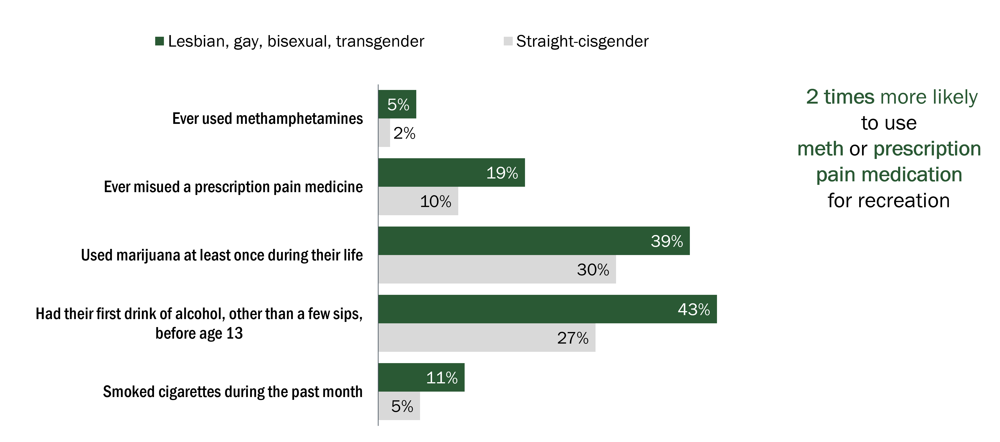 Lesbian, gay, bisexual, transgender
Straight-cisgender
Ever used methamphetamines
5%
2%
Ever misued a prescription pain medicine
19%
10%
Used marijuana at least once during their life
39%
30%
Had their first drink of alcohol, other than a few sips,
before age 13
43%
27%
Smoked cigarettes during the past month
11%
5%
2 times more likely
to use
meth or prescription
pain medication
for recreation